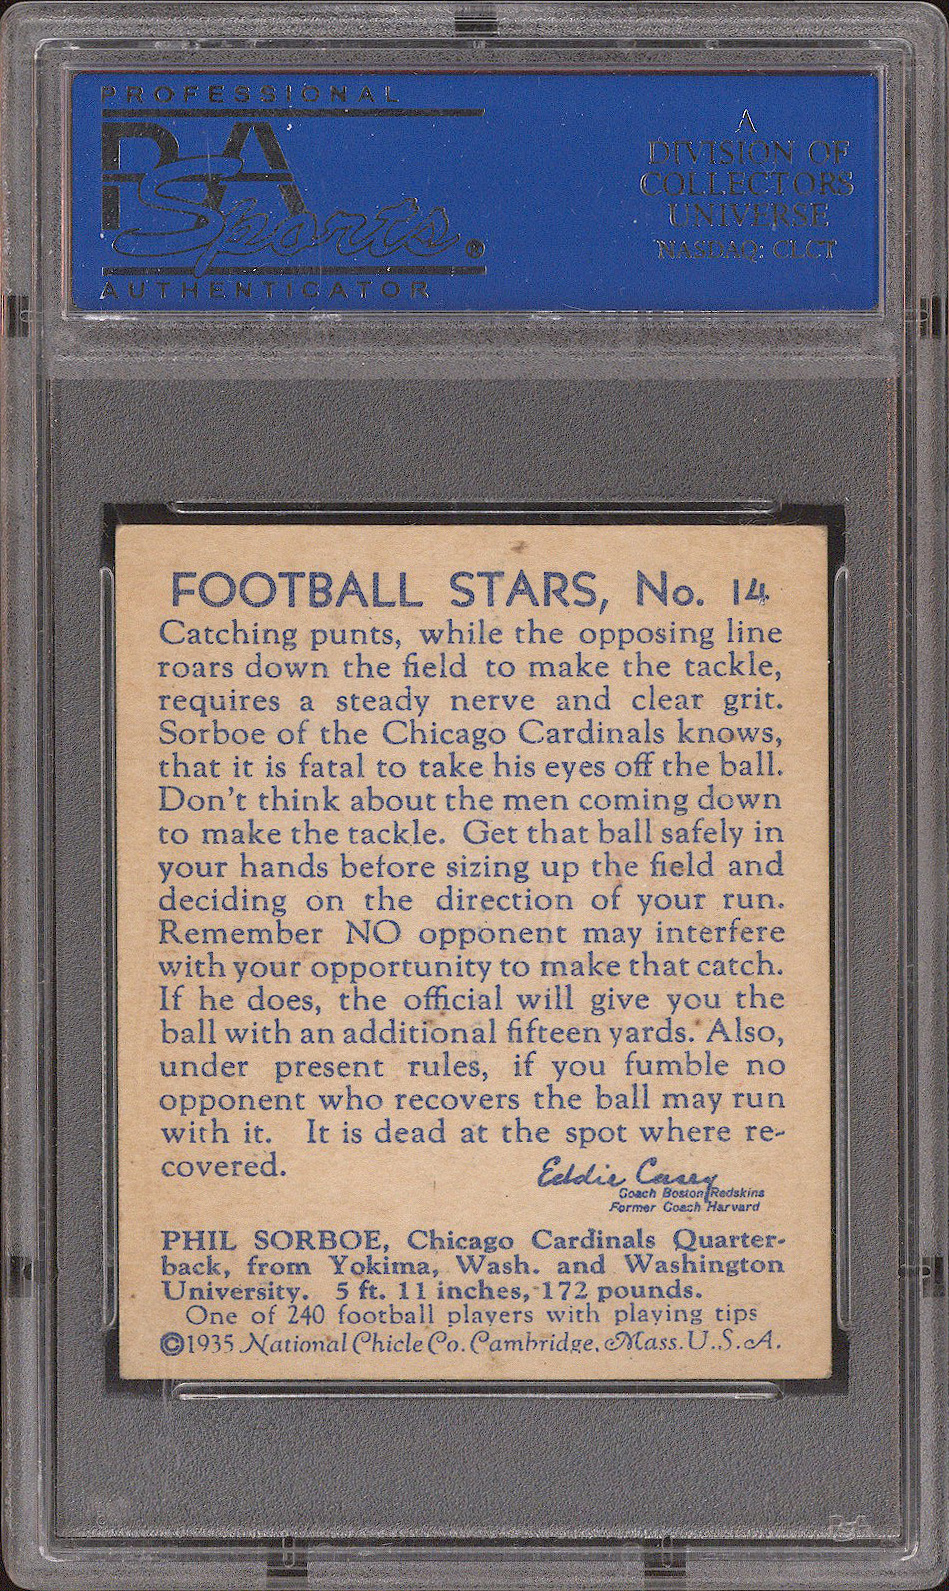 PROFESSIONAL
PSA
Sports®
AUTHENTICATOR
A
DIVISION OF
COLLECTORS
UNIVERSE
NASDAQ: CLCT
FOOTBALL STARS, No. 14
Catching punts, while the opposing line
roars down the field to make the tackle,
requires a steady nerve and clear grit.
Sorboe of the Chicago Cardinals knows,
that it is fatal to take his eyes off the ball.
Don't think about the men coming down
to make the tackle. Get that ball safely in
your hands before sizing up the field and
deciding on the direction of your run.
Remember NO opponent may interfere
with your opportunity to make that catch.
If he does, the official will give you the
ball with an additional fifteen yards. Also,
under present rules, if you fumble no
opponent who recovers the ball may run
with it. It is dead at the spot where re-
covered.
Eddie Casey
Coach Boston Redskins
Former Coach Harvard
PHIL SORBOE, Chicago Cardinals Quarter-
back, from Yokima, Wash. and Washington
University. 5 ft. 11 inches, 172 pounds.
One of 240 football players with playing tips
©1935 National Chicle Co. Cambridge, Mass. U.S.A.
PSA